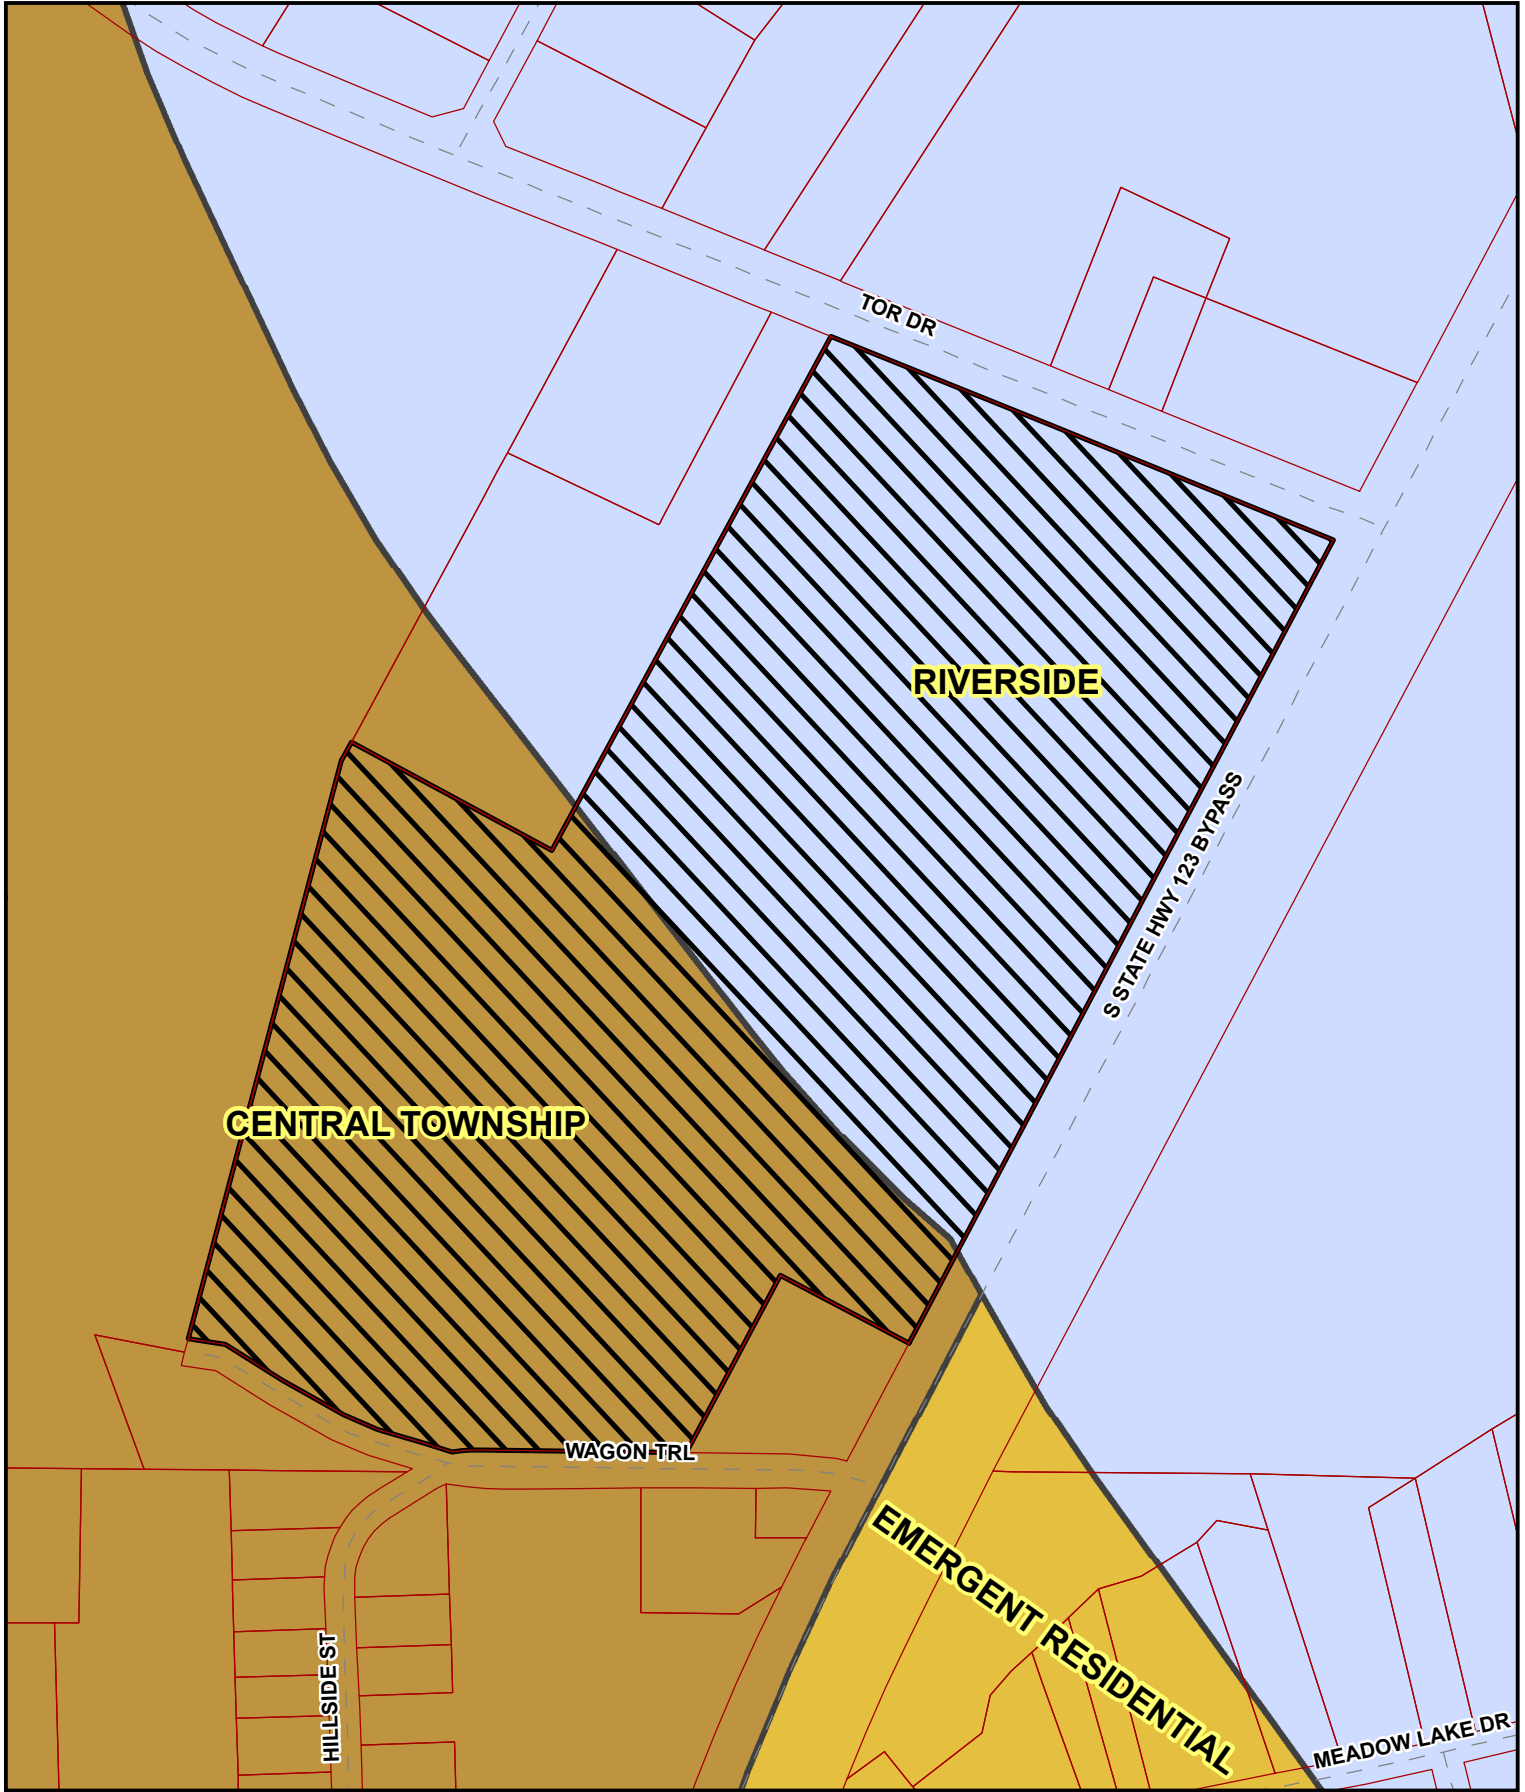 TOR DR
RIVERSIDE
S STATE HWY 123 BYPASS
CENTRAL TOWNSHIP
WAGON TRL
EMERGENT RESIDENTIAL
HILLSIDE ST
MEADOW LAKE DR